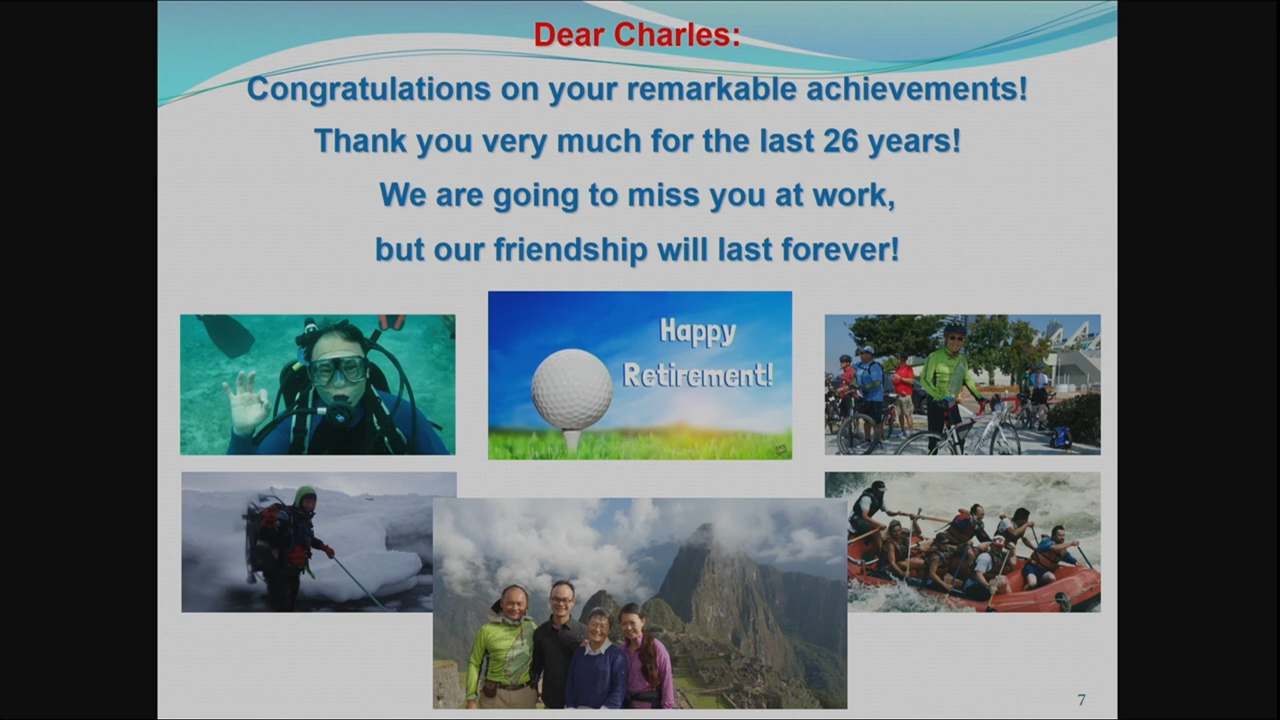 Dear Charles:
Congratulations on your remarkable achievements!
Thank you very much for the last 26 years!
We are going to miss you at work,
but our friendship will last forever!
Happy
Retirement!
7